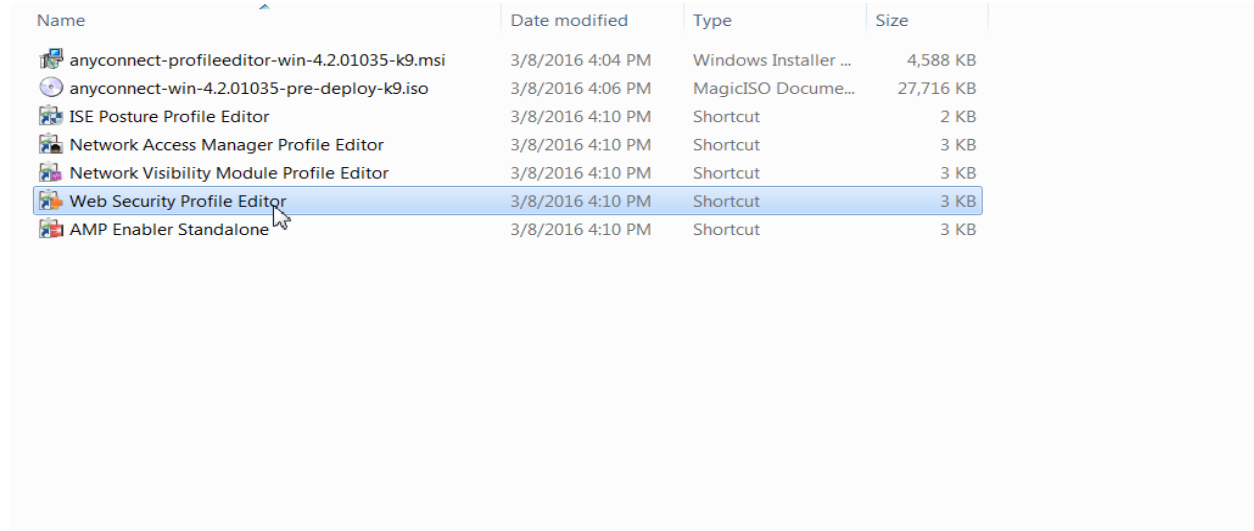 Name Date modified Type Size
anyconnect-profileeditor-win-4.2.01035-k9.msi 3/8/2016 4:04 PM Windows Installer ... 4,588 KB
anyconnect-win-4.2.01035-pre-deploy-k9.iso 3/8/2016 4:06 PM MagicISO Docume... 27,716 KB
ISE Posture Profile Editor 3/8/2016 4:10 PM Shortcut 2 KB
Network Access Manager Profile Editor 3/8/2016 4:10 PM Shortcut 3 KB
Network Visibility Module Profile Editor 3/8/2016 4:10 PM Shortcut 3 KB
Web Security Profile Editor 3/8/2016 4:10 PM Shortcut 3 KB
AMP Enabler Standalone 3/8/2016 4:10 PM Shortcut 3 KB